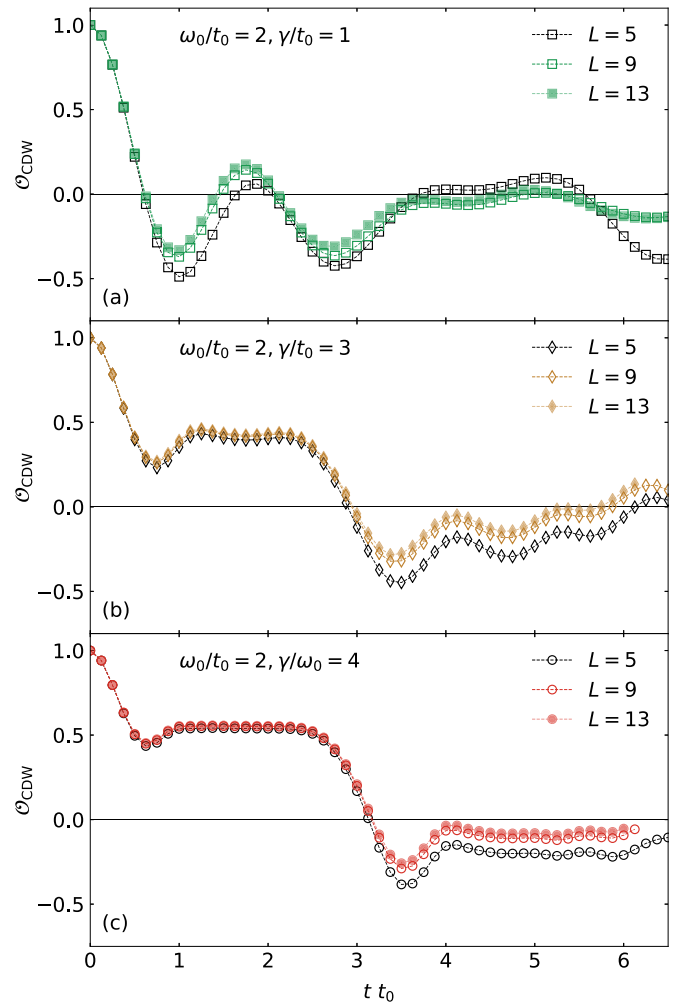 1.0
0.5
0.0
−0.5
𝒪CDW
ω₀/t₀ = 2, γ/t₀ = 1
L = 5
L = 9
L = 13
(a)
1.0
0.5
0.0
−0.5
𝒪CDW
ω₀/t₀ = 2, γ/t₀ = 3
L = 5
L = 9
L = 13
(b)
1.0
0.5
0.0
−0.5
𝒪CDW
ω₀/t₀ = 2, γ/ω₀ = 4
L = 5
L = 9
L = 13
(c)
0 1 2 3 4 5 6
t t₀